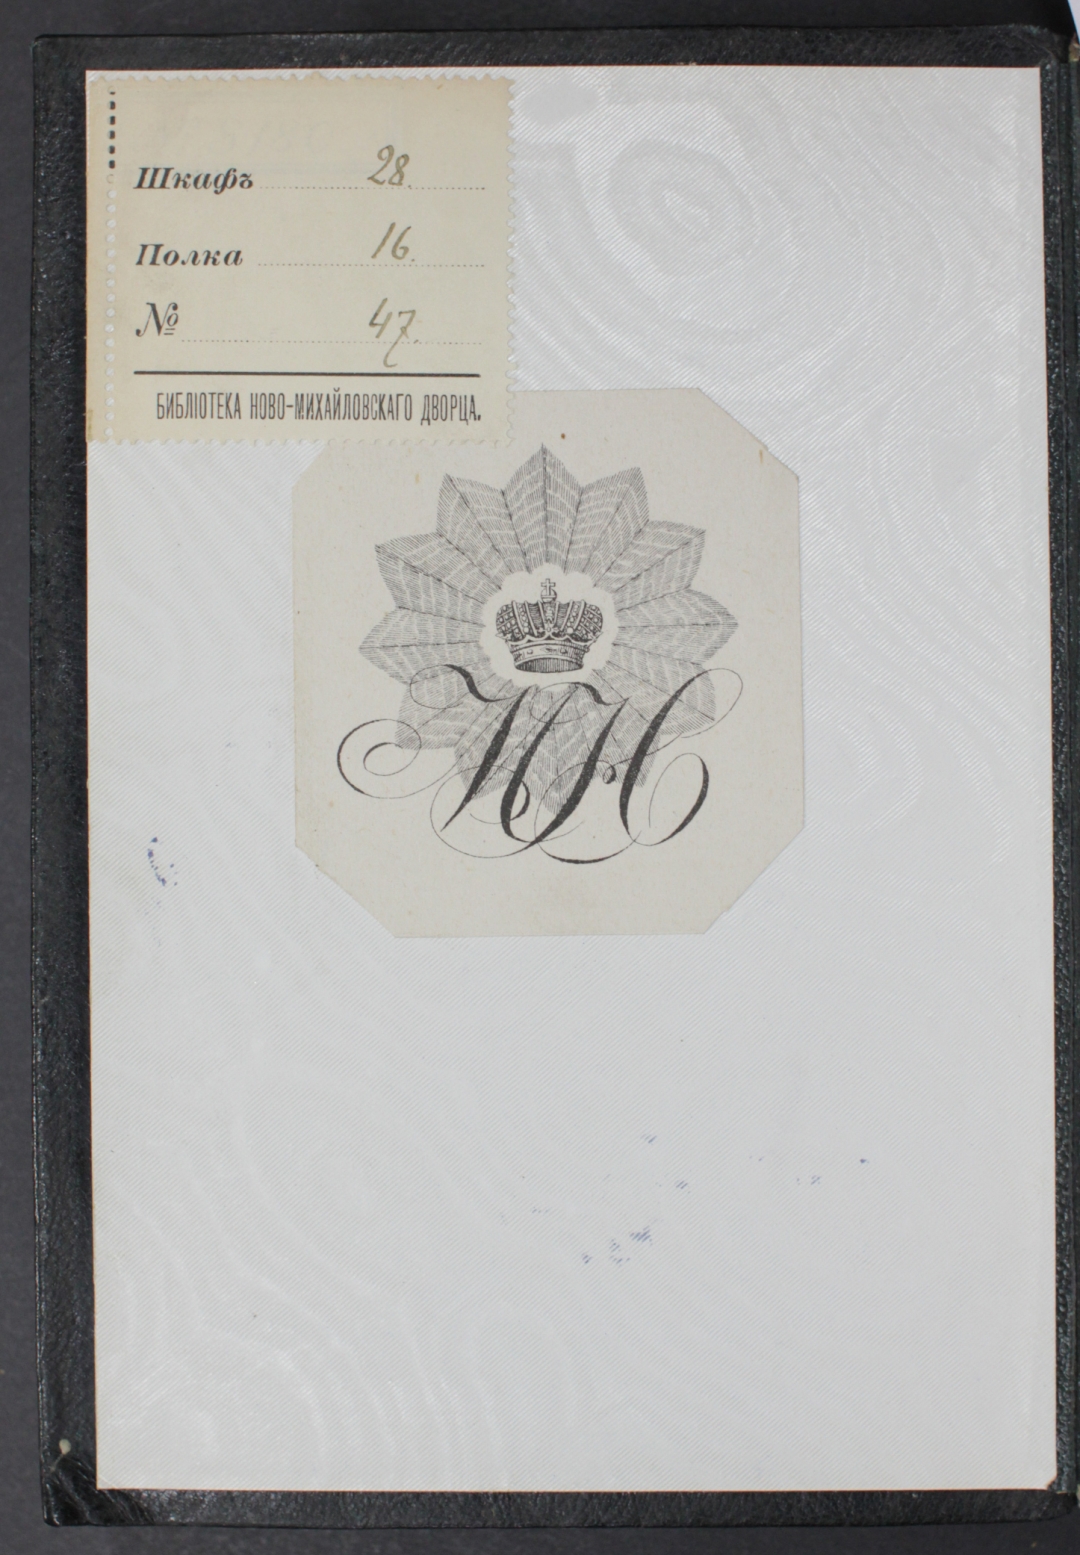 Шкафъ 28.
Полка 16.
№ 47.
БИБЛІОТЕКА НОВО-МИХАЙЛОВСКАГО ДВОРЦА.